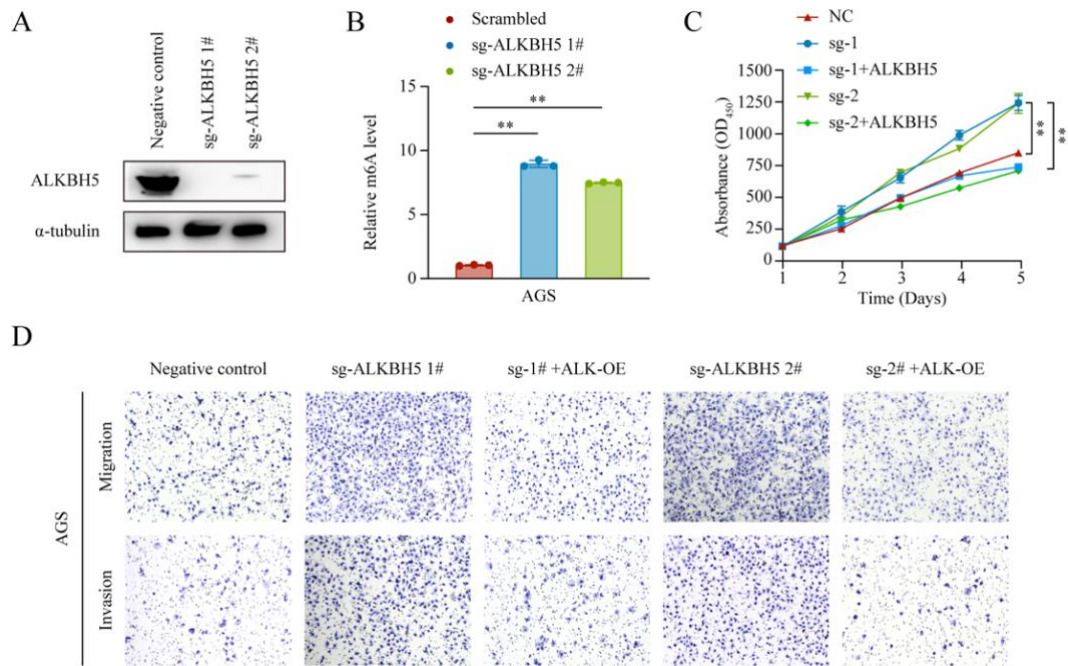 A
Negative control
sg-ALKBH5 1#
sg-ALKBH5 2#
ALKBH5
α-tubulin
B
Scrambled
sg-ALKBH5 1#
sg-ALKBH5 2#
Relative m6A level
15
10
5
0
**
**
AGS
C
NC
sg-1
sg-1+ALKBH5
sg-2
sg-2+ALKBH5
Absorbance (OD450)
1500
1250
1000
750
500
250
0
1 2 3 4 5
Time (Days)
**
**
D
Negative control sg-ALKBH5 1# sg-1# +ALK-OE sg-ALKBH5 2# sg-2# +ALK-OE
AGS
Migration
Invasion